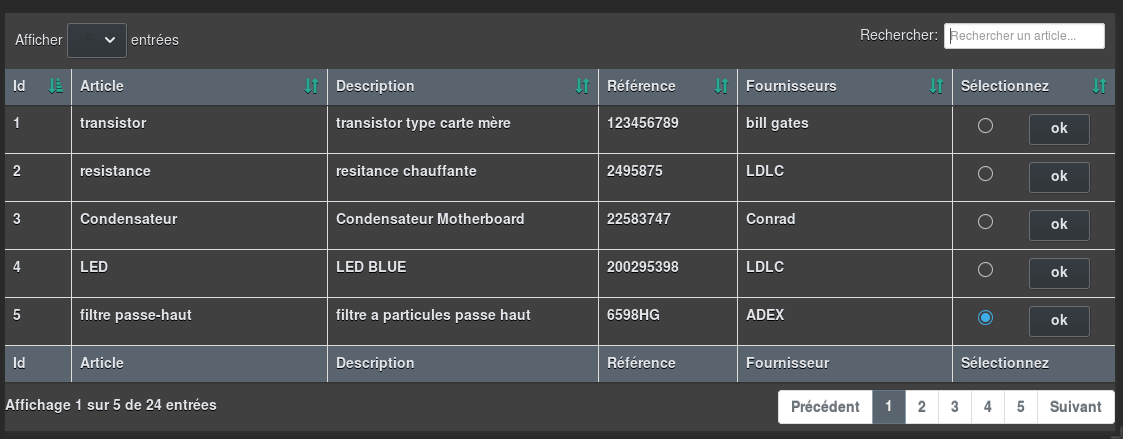 Afficher entrées Rechercher: Rechercher un article...
Id Article Description Référence Fournisseurs Sélectionnez
1 transistor transistor type carte mère 123456789 bill gates ok
2 resistance resitance chauffante 2495875 LDLC ok
3 Condensateur Condensateur Motherboard 22583747 Conrad ok
4 LED LED BLUE 200295398 LDLC ok
5 filtre passe-haut filtre a particules passe haut 6598HG ADEX ok
Id Article Description Référence Fournisseur Sélectionnez
Affichage 1 sur 5 de 24 entrées Précédent 1 2 3 4 5 Suivant